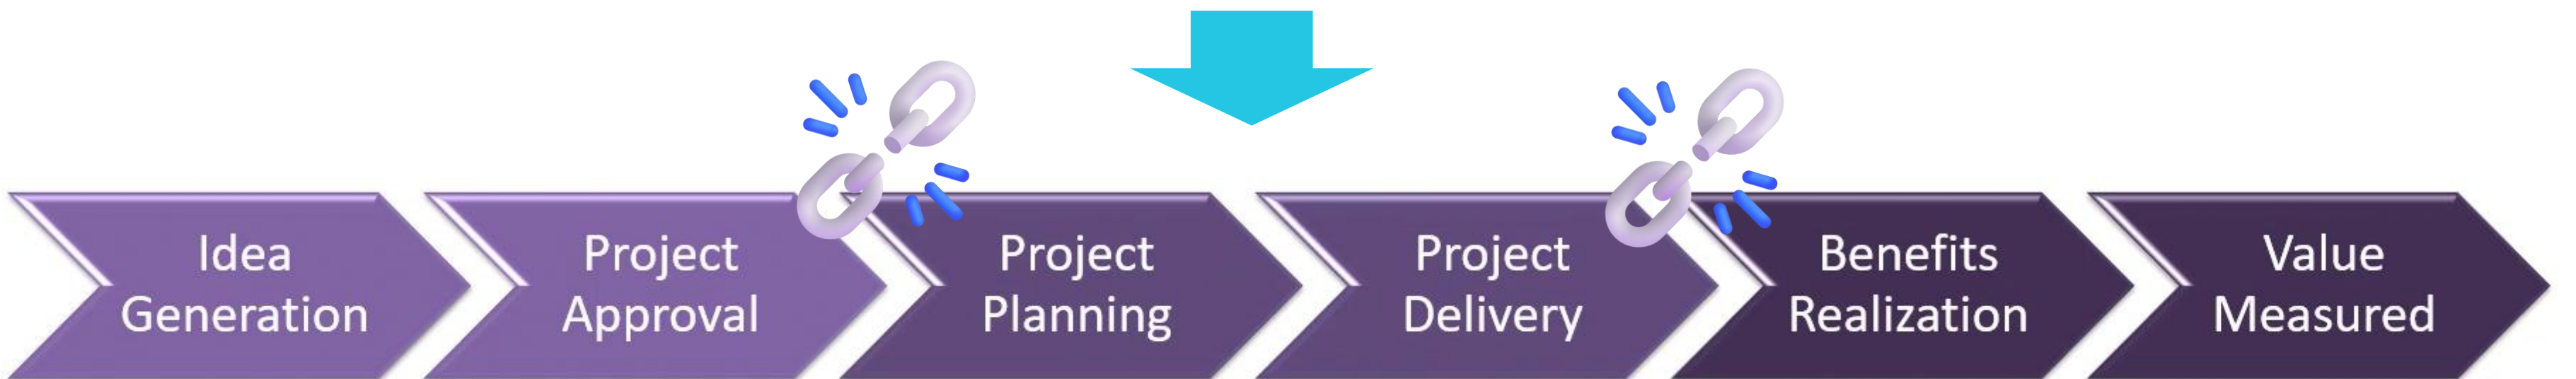 Idea
Generation
Project
Approval
Project
Planning
Project
Delivery
Benefits
Realization
Value
Measured